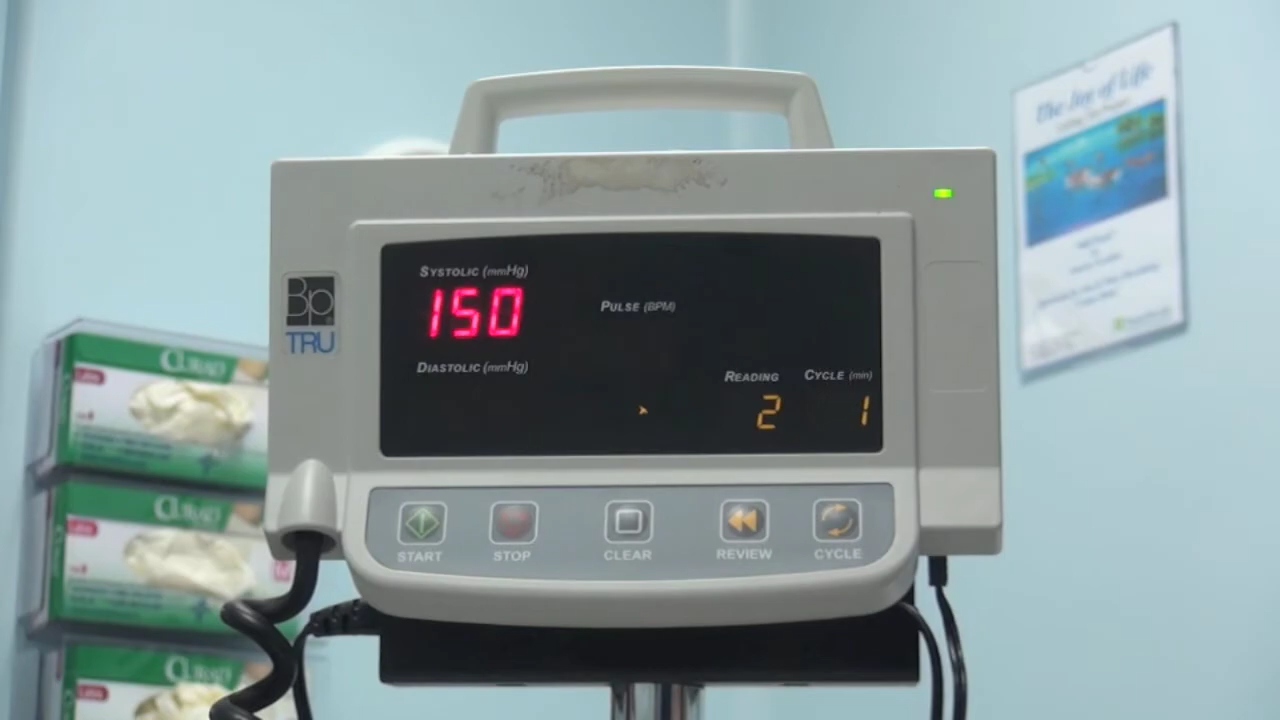 The Joy of Life
SYSTOLIC (mmHg)
150
PULSE (BPM)
DIASTOLIC (mmHg)
READING
CYCLE (min)
2
1
Bp
TRU
START
STOP
CLEAR
REVIEW
CYCLE
CURAD
CURAD
CURAD